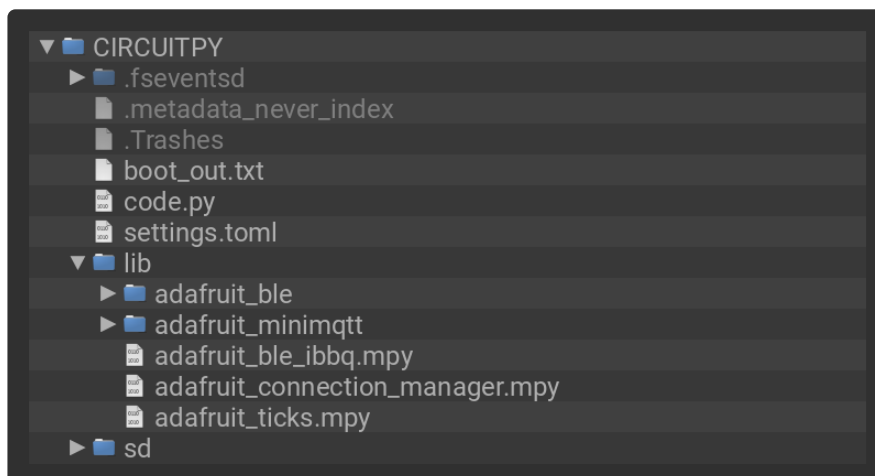 CIRCUITPY
.fseventsd
.metadata_never_index
.Trashes
boot_out.txt
code.py
settings.toml
lib
adafruit_ble
adafruit_minimqtt
adafruit_ble_ibbq.mpy
adafruit_connection_manager.mpy
adafruit_ticks.mpy
sd